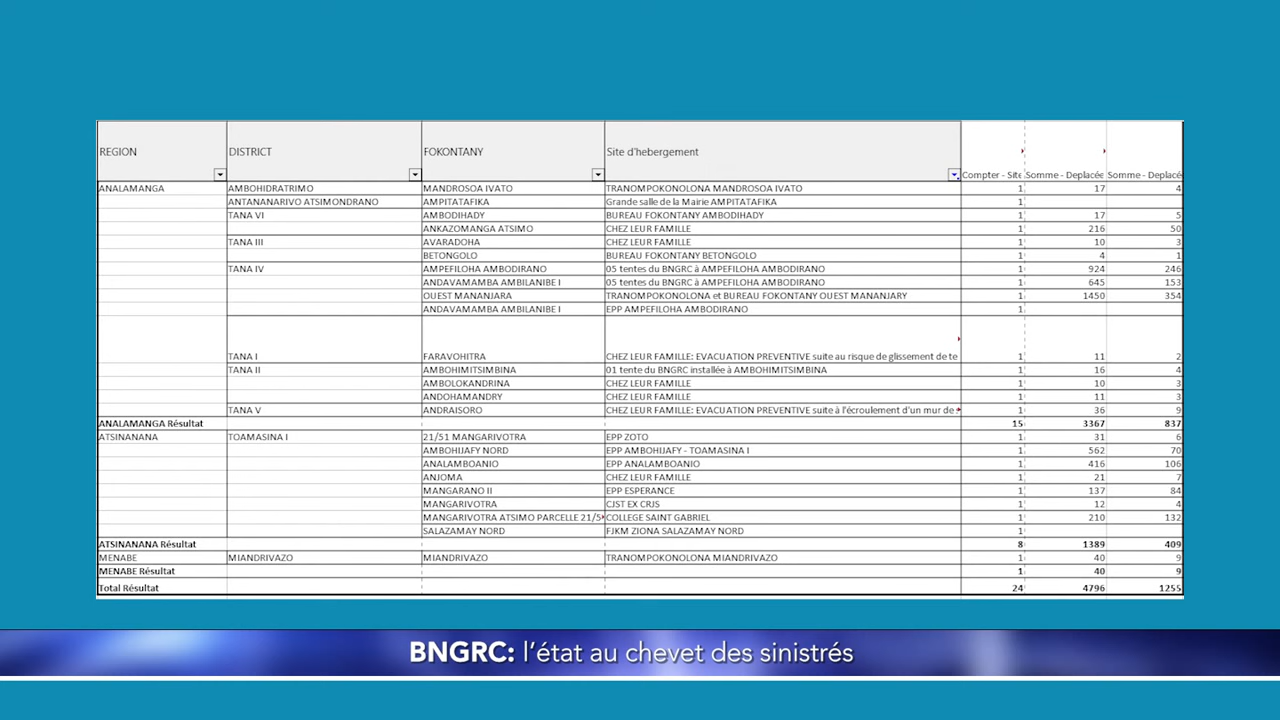 REGION DISTRICT FOKONTANY Site d'hebergement
Compter - Site Somme - Deplacée Somme - Deplacé
ANALAMANGA AMBOHIDRATRIMO MANDROSOA IVATO TRANOMPOKONOLONA MANDROSOA IVATO 1 17 4
ANTANANARIVO ATSIMONDRANO AMPITATAFIKA Grande salle de la Mairie AMPITATAFIKA 1
TANA VI AMBODIHADY BUREAU FOKONTANY AMBODIHADY 1 17 5
ANKAZOMANGA ATSIMO CHEZ LEUR FAMILLE 1 216 50
TANA III AVARADOHA CHEZ LEUR FAMILLE 1 10 3
BETONGOLO BUREAU FOKONTANY BETONGOLO 1 4 1
TANA IV AMPEFILOHA AMBODIRANO 05 tentes du BNGRC à AMPEFILOHA AMBODIRANO 1 924 246
ANDAVAMAMBA AMBILANIBE I 05 tentes du BNGRC à AMPEFILOHA AMBODIRANO 1 645 153
OUEST MANANJARA TRANOMPOKONOLONA et BUREAU FOKONTANY OUEST MANANJARY 1 1450 354
ANDAVAMAMBA AMBILANIBE I EPP AMPEFILOHA AMBODIRANO 1
TANA I FARAVOHITRA CHEZ LEUR FAMILLE: EVACUATION PREVENTIVE suite au risque de glissement de te 1 11 2
TANA II AMBOHIMITSIMBINA 01 tente du BNGRC installée à AMBOHIMITSIMBINA 1 16 4
AMBOLOKANDRINA CHEZ LEUR FAMILLE 1 10 3
ANDOHAMANDRY CHEZ LEUR FAMILLE 1 11 3
TANA V ANDRAISORO CHEZ LEUR FAMILLE: EVACUATION PREVENTIVE suite à l'écroulement d'un mur de 1 36 9
ANALAMANGA Résultat 15 3367 837
ATSINANANA TOAMASINA I 21/51 MANGARIVOTRA EPP ZOTO 1 31 6
AMBOHIJAFY NORD EPP AMBOHIJAFY - TOAMASINA I 1 562 70
ANALAMBOANIO EPP ANALAMBOANIO 1 416 106
ANJOMA CHEZ LEUR FAMILLE 1 21 7
MANGARANO II EPP ESPERANCE 1 137 84
MANGARIVOTRA CJST EX CRJS 1 12 4
MANGARIVOTRA ATSIMO PARCELLE 21/5 COLLEGE SAINT GABRIEL 1 210 132
SALAZAMAY NORD FJKM ZIONA SALAZAMAY NORD 1
ATSINANANA Résultat 8 1389 409
MENABE MIANDRIVAZO MIANDRIVAZO TRANOMPOKONOLONA MIANDRIVAZO 1 40 9
MENABE Résultat 1 40 9
Total Résultat 24 4796 1255
BNGRC: l'état au chevet des sinistrés